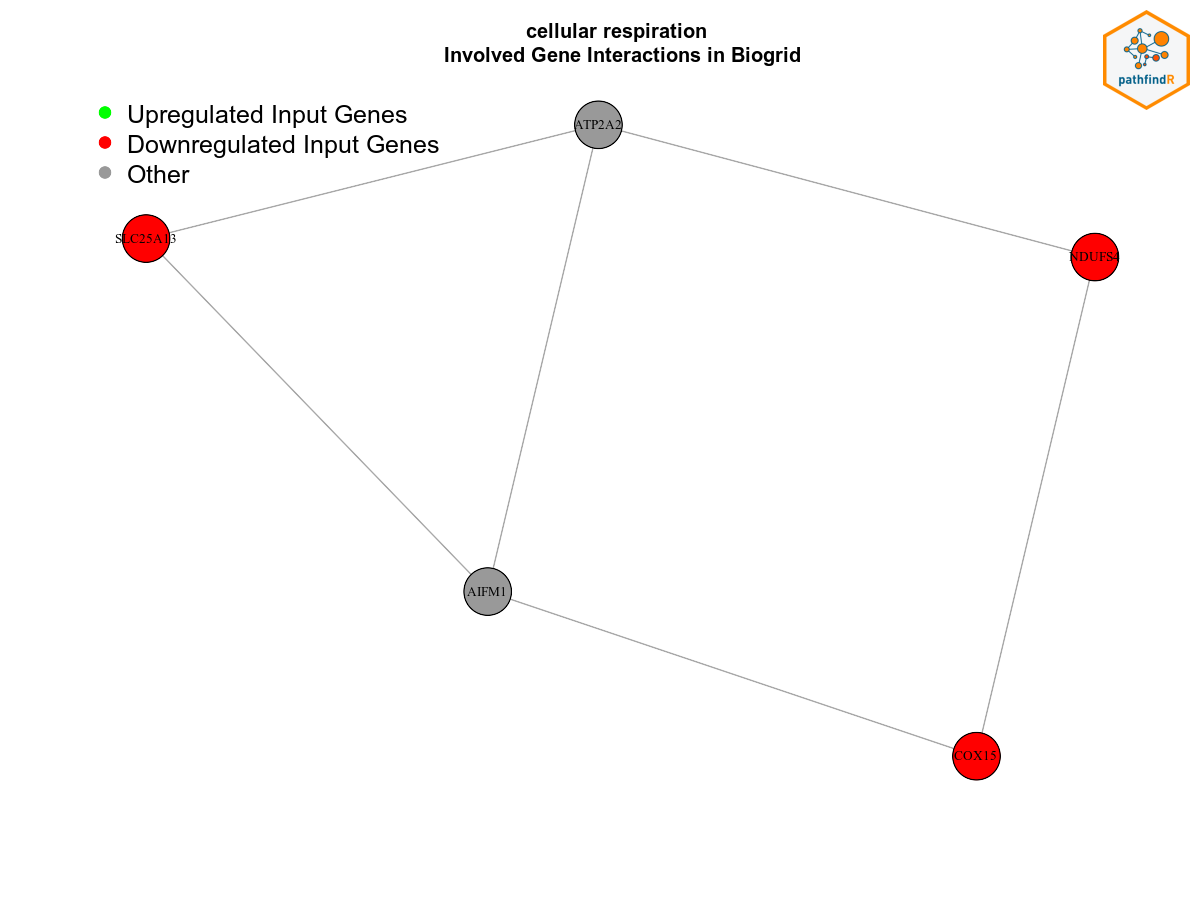 cellular respiration
Involved Gene Interactions in Biogrid
pathfindR
Upregulated Input Genes
Downregulated Input Genes
Other
ATP2A2
SLC25A13
NDUFS4
AIFM1
COX15